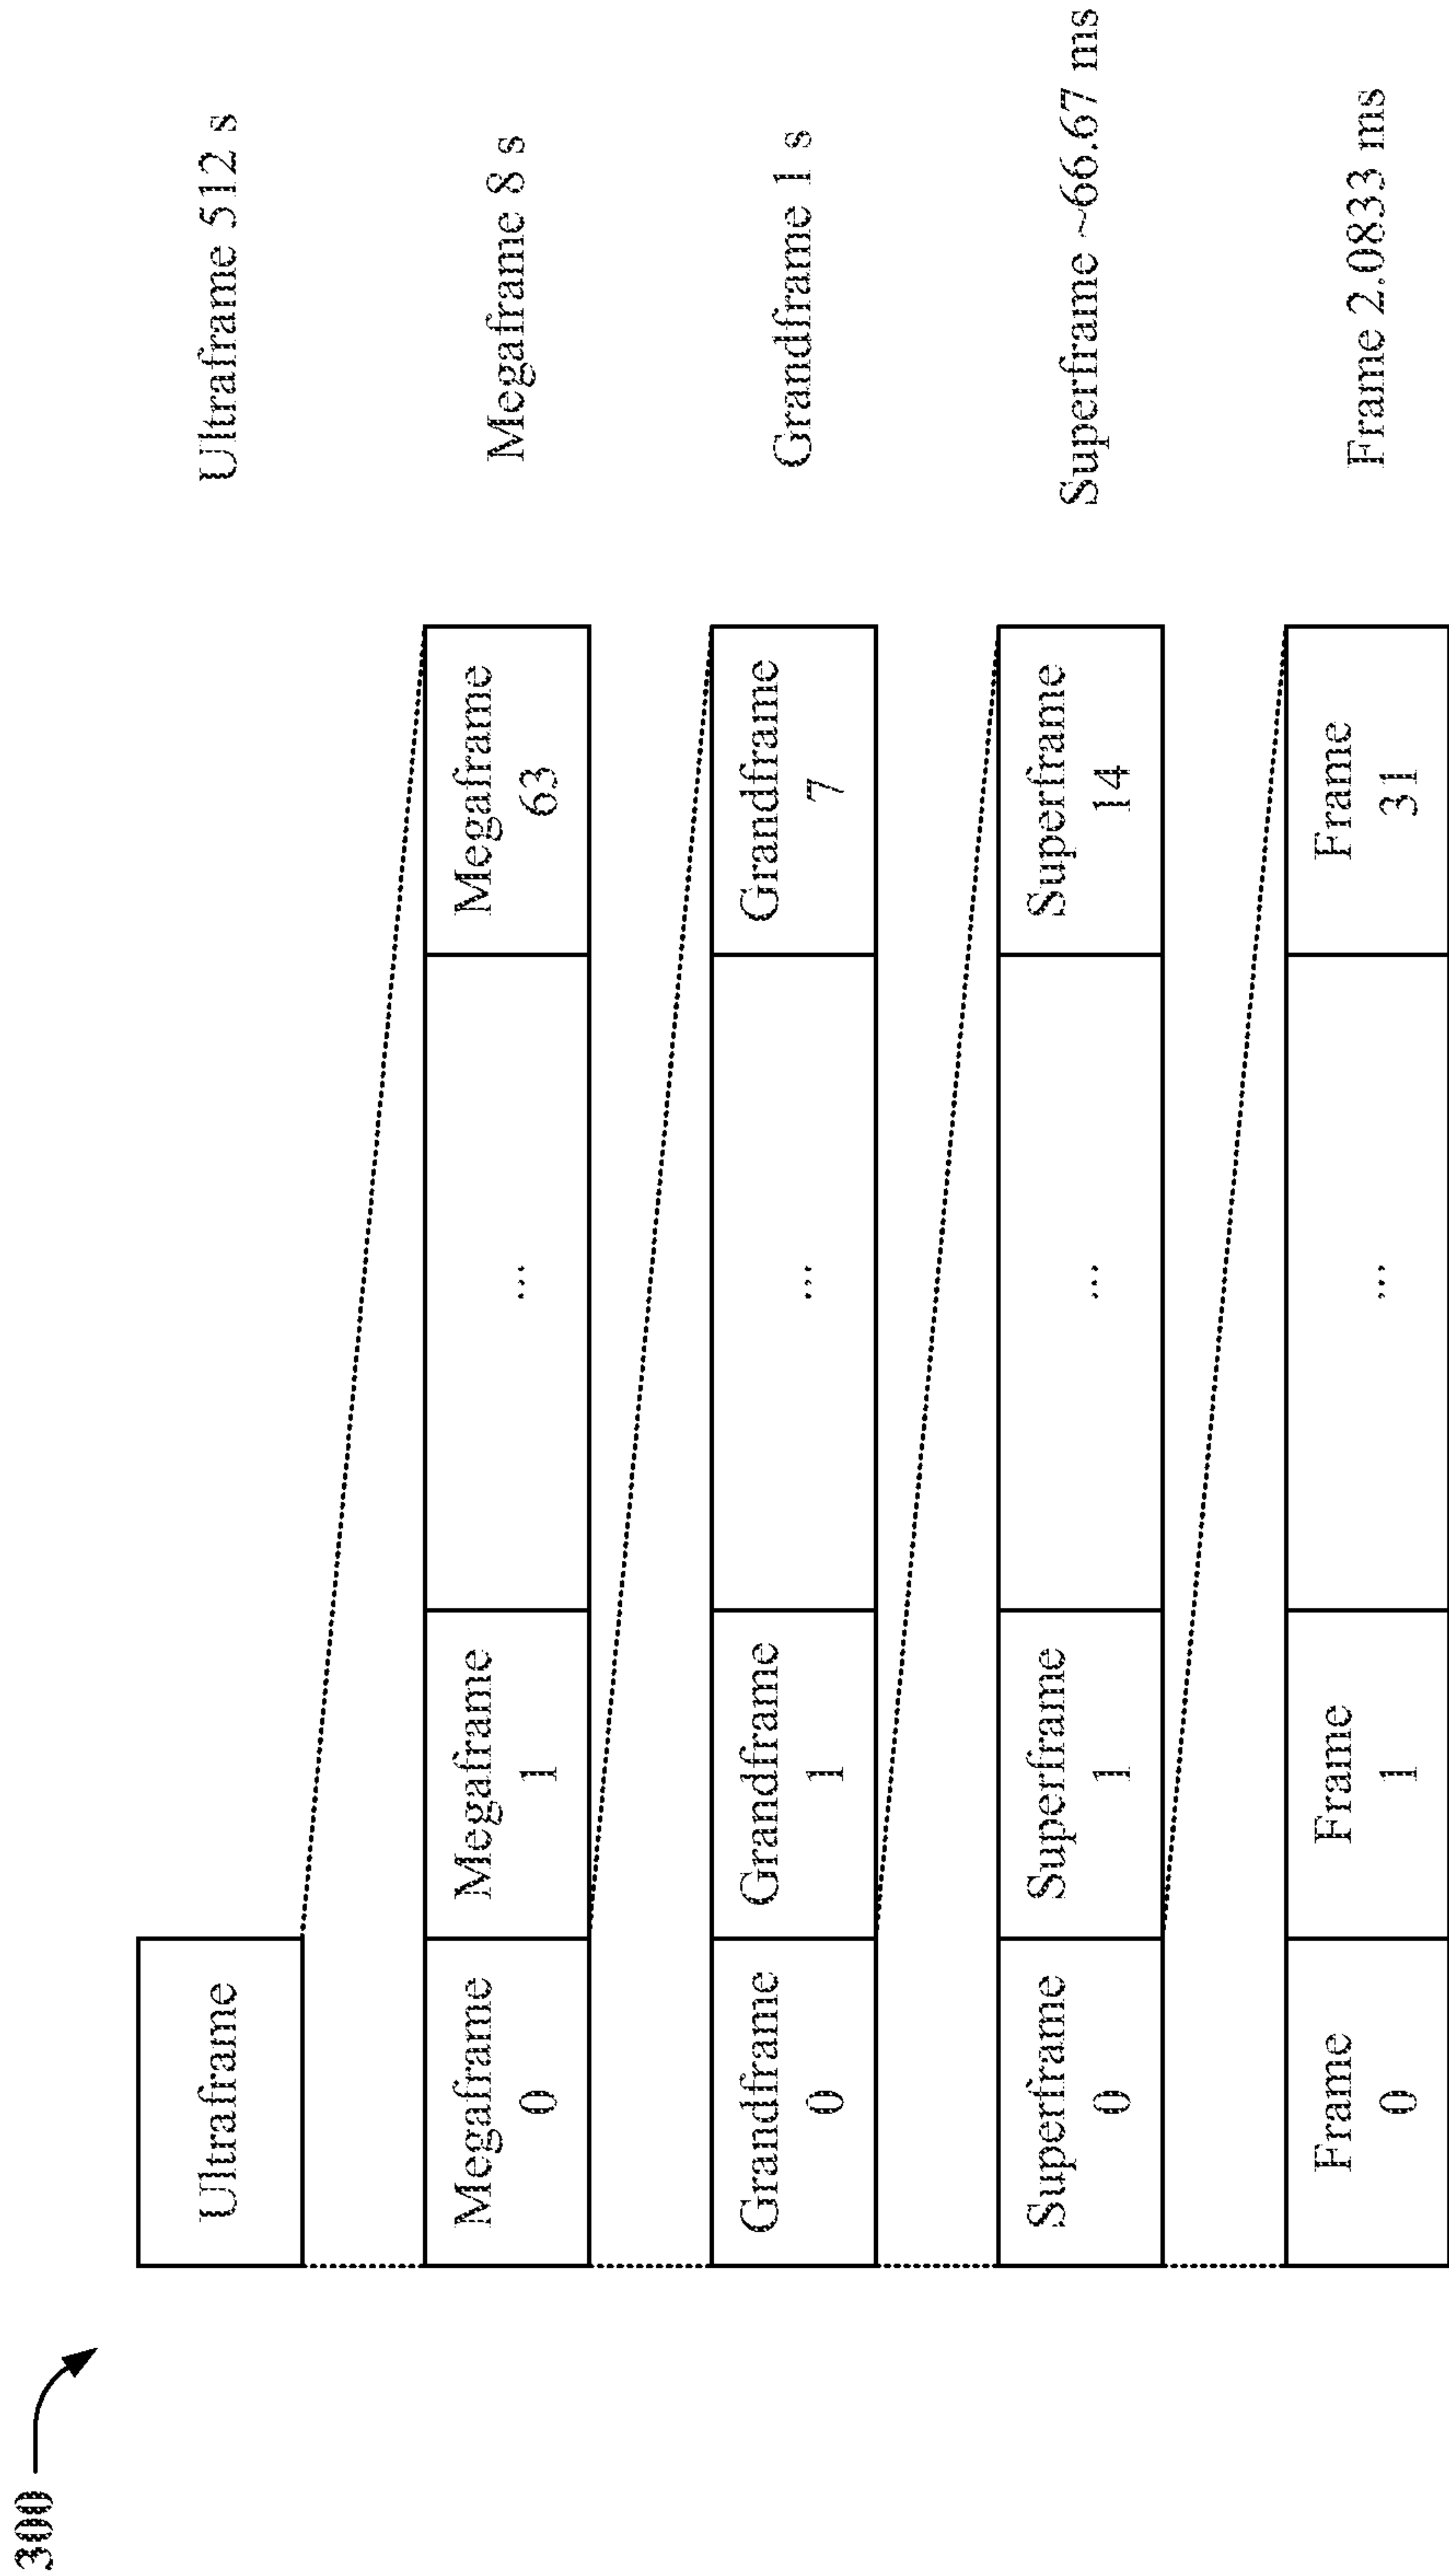 300
Ultraframe
Ultraframe 512 s
Megaframe
0
Megaframe
1
...
Megaframe
63
Megaframe 8 s
Grandframe
0
Grandframe
1
...
Grandframe
7
Grandframe 1 s
Superframe
0
Superframe
1
...
Superframe
14
Superframe ~66.67 ms
Frame
0
Frame
1
...
Frame
31
Frame 2.0833 ms